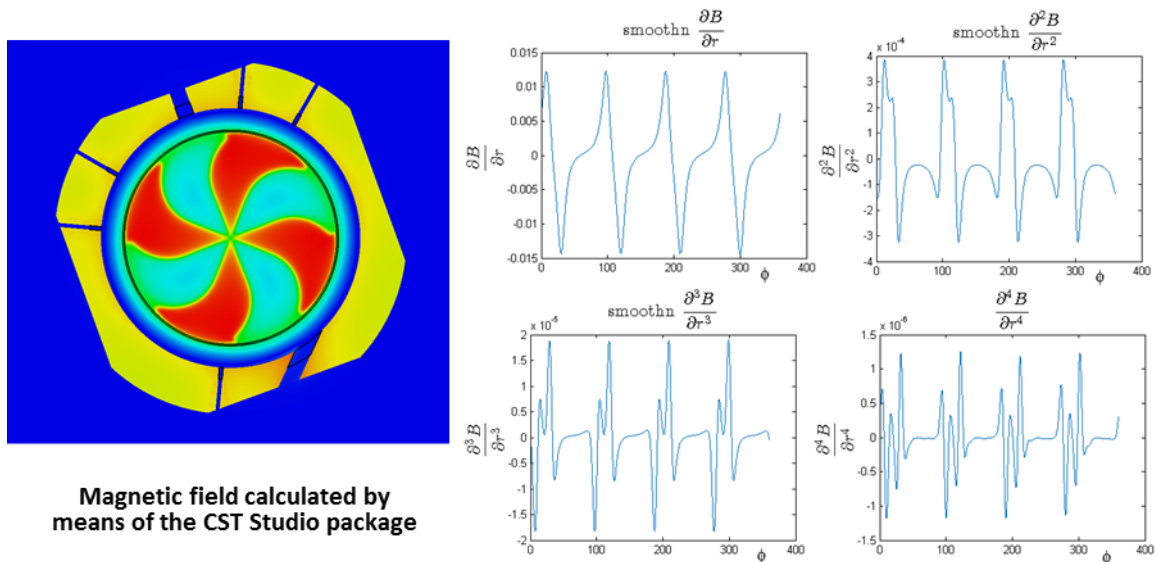 smoothn ∂B/∂r
0.015
0.01
0.005
0
-0.005
-0.01
-0.015
∂B/∂r
0 100 200 300 400
ϕ
smoothn ∂²B/∂r²
x 10⁻⁴
4
3
2
1
0
-1
-2
-3
-4
∂²B/∂r²
0 100 200 300 400
ϕ
smoothn ∂³B/∂r³
x 10⁻⁵
2
1.5
1
0.5
0
-0.5
-1
-1.5
-2
∂³B/∂r³
0 100 200 300 400
ϕ
∂⁴B/∂r⁴
x 10⁻⁶
1.5
1
0.5
0
-0.5
-1
-1.5
∂⁴B/∂r⁴
0 100 200 300 400
ϕ
Magnetic field calculated by
means of the CST Studio package